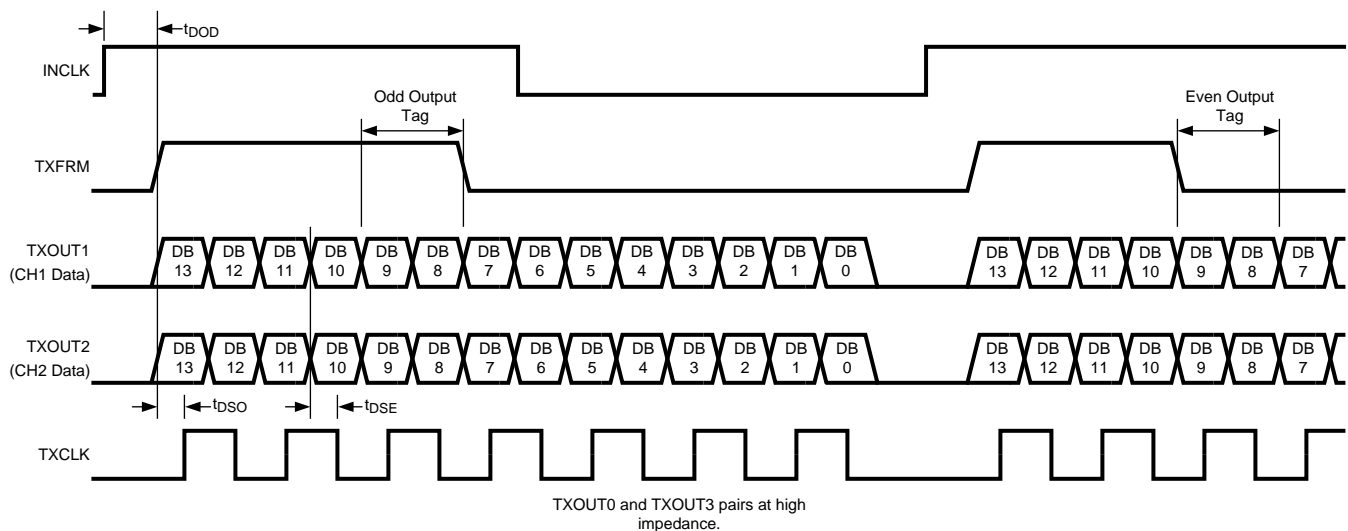 tDOD
INCLK
Odd Output
Tag
Even Output
Tag
TXFRM
TXOUT1
(CH1 Data)
DB 13 DB 12 DB 11 DB 10 DB 9 DB 8 DB 7 DB 6 DB 5 DB 4 DB 3 DB 2 DB 1 DB 0 DB 13 DB 12 DB 11 DB 10 DB 9 DB 8 DB 7
TXOUT2
(CH2 Data)
DB 13 DB 12 DB 11 DB 10 DB 9 DB 8 DB 7 DB 6 DB 5 DB 4 DB 3 DB 2 DB 1 DB 0 DB 13 DB 12 DB 11 DB 10 DB 9 DB 8 DB 7
tDSO
tDSE
TXCLK
TXOUT0 and TXOUT3 pairs at high
impedance.